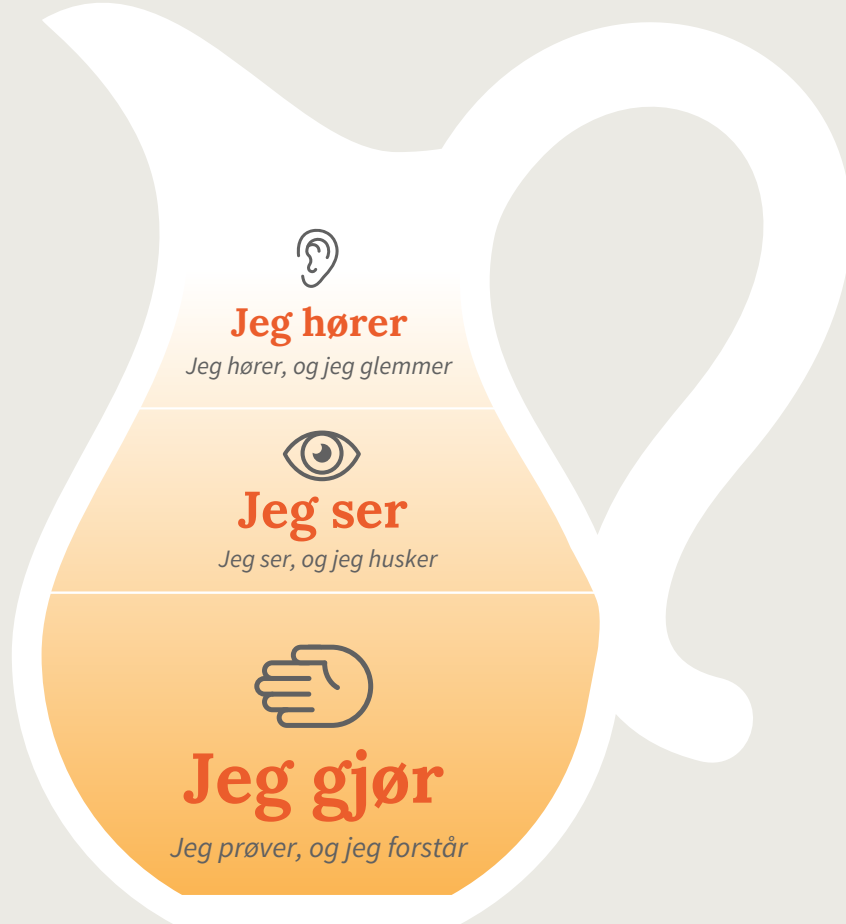 Jeg hører
Jeg hører, og jeg glemmer
Jeg ser
Jeg ser, og jeg husker
Jeg gjør
Jeg prøver, og jeg forstår